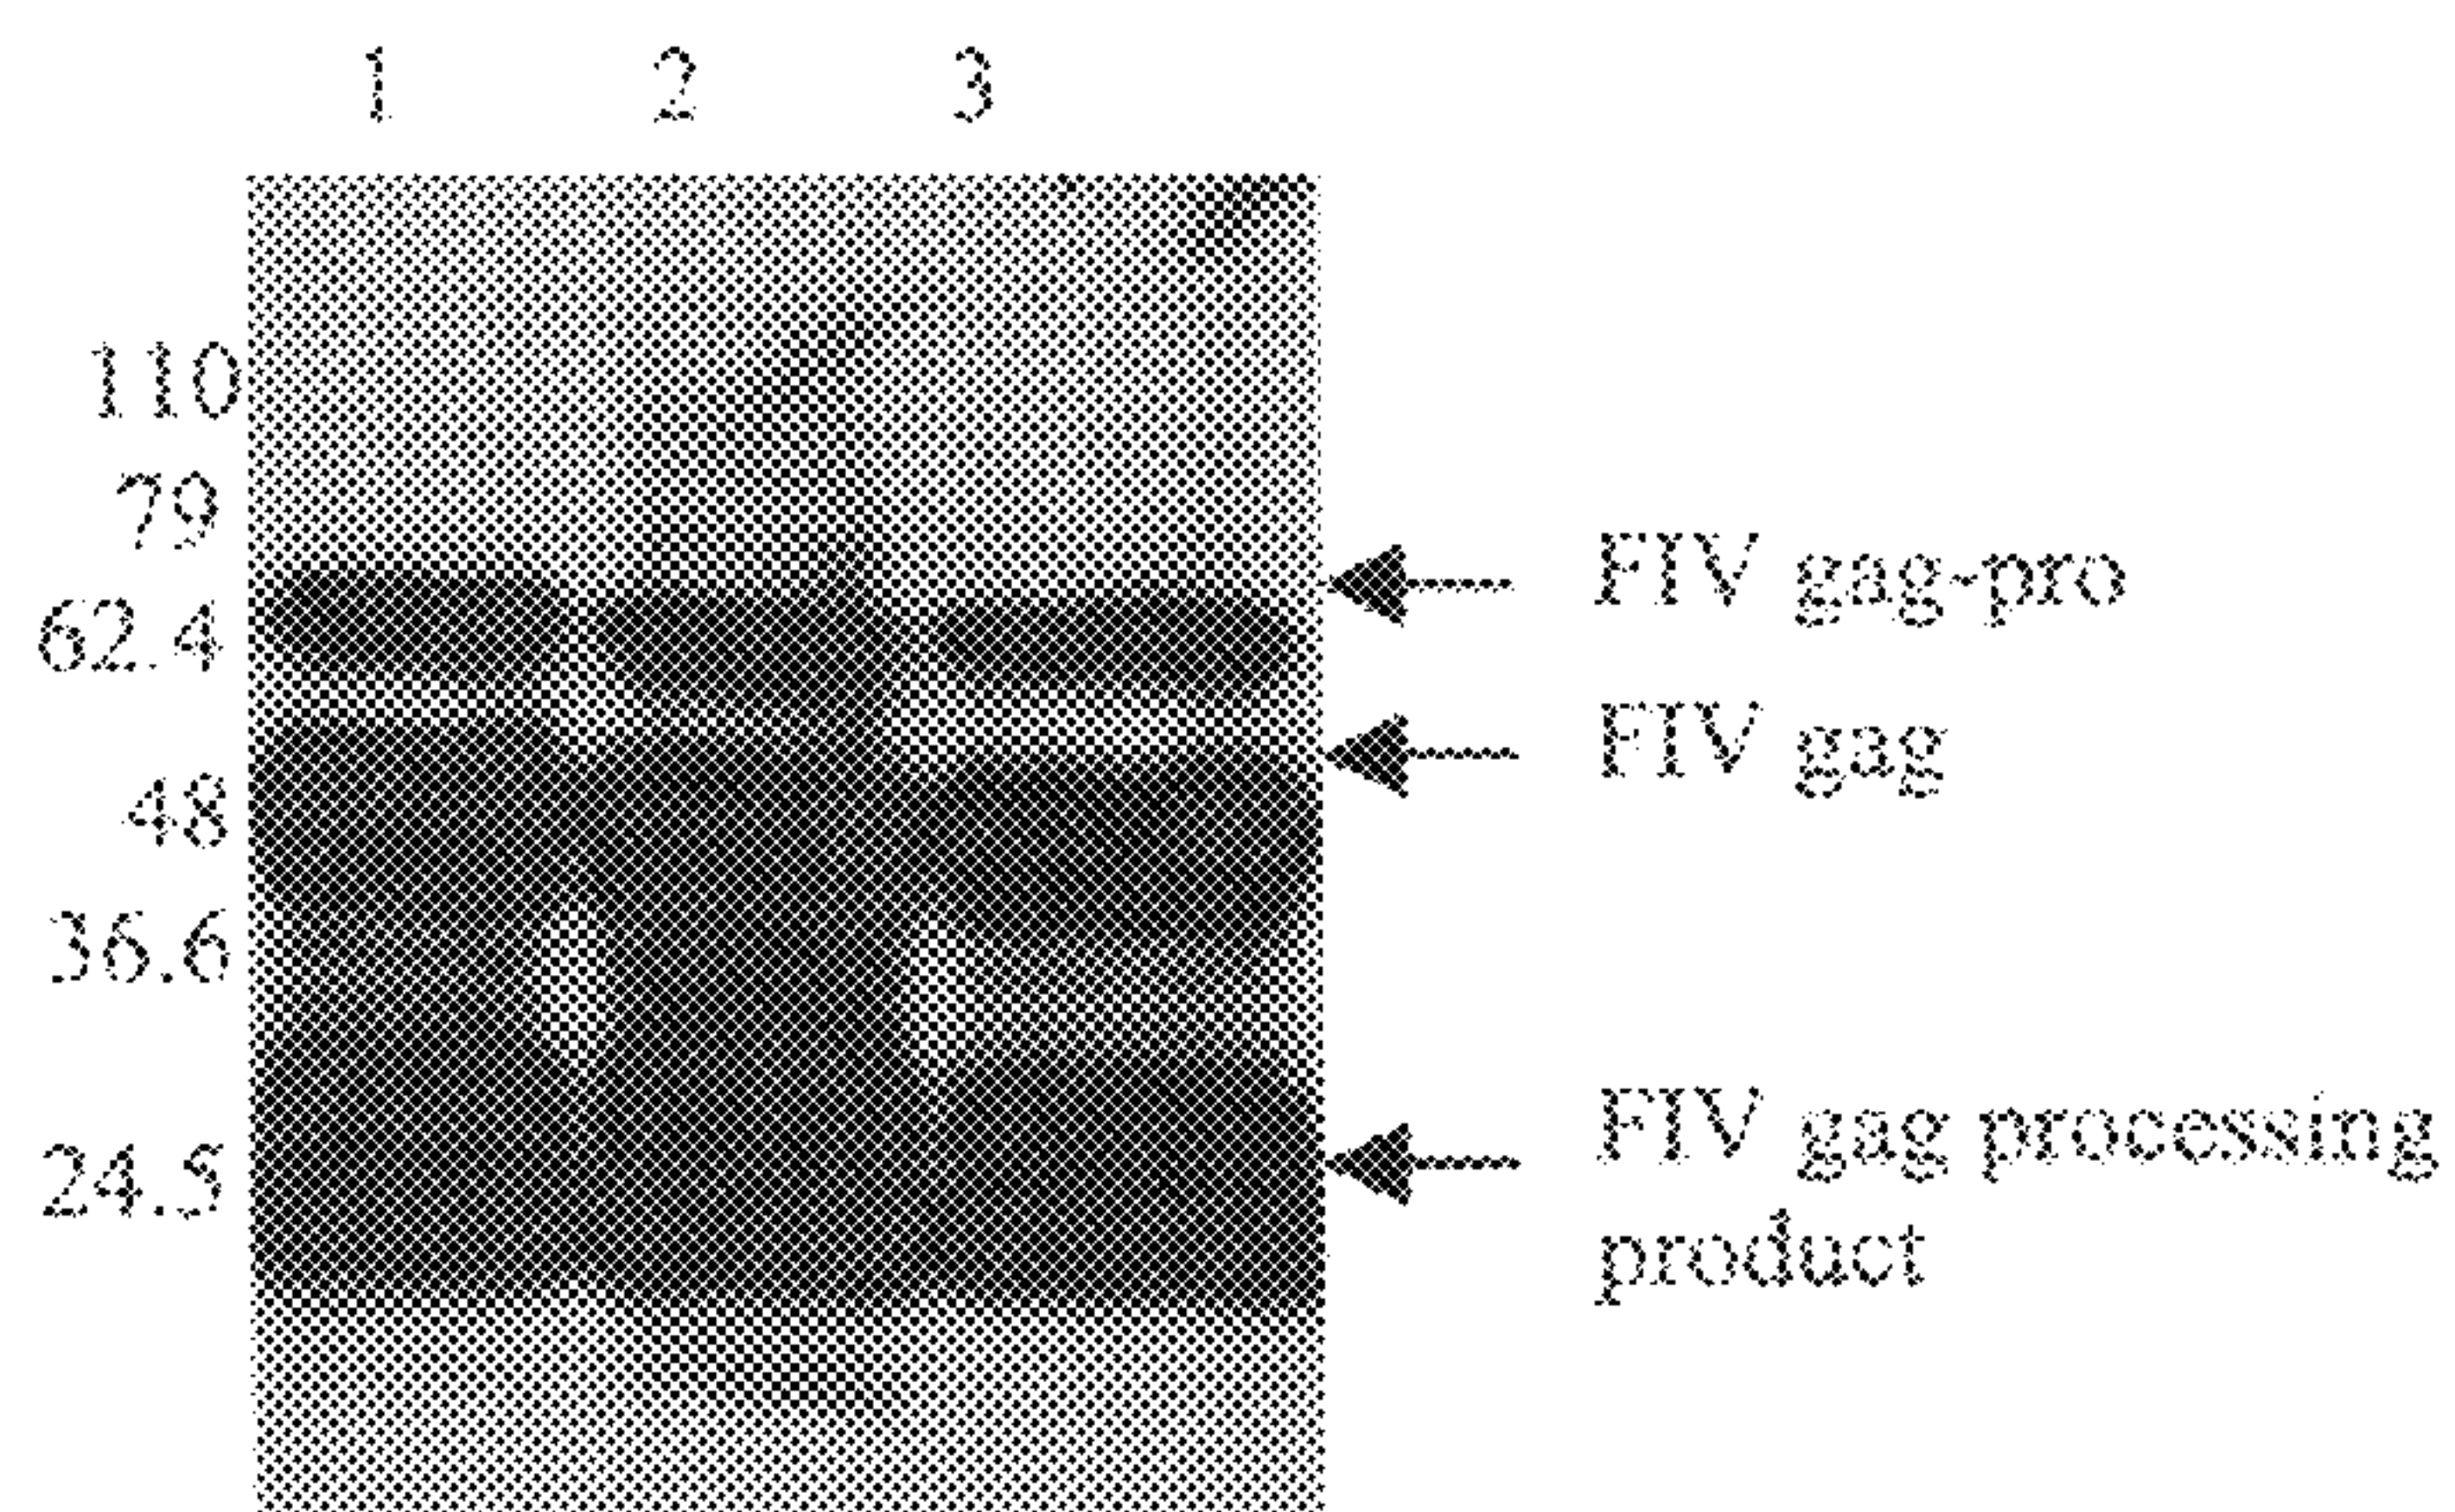 1 2 3
110
79
FIV gag-pro
62.4
FIV gag
48
36.6
FIV gag processing
24.5
product